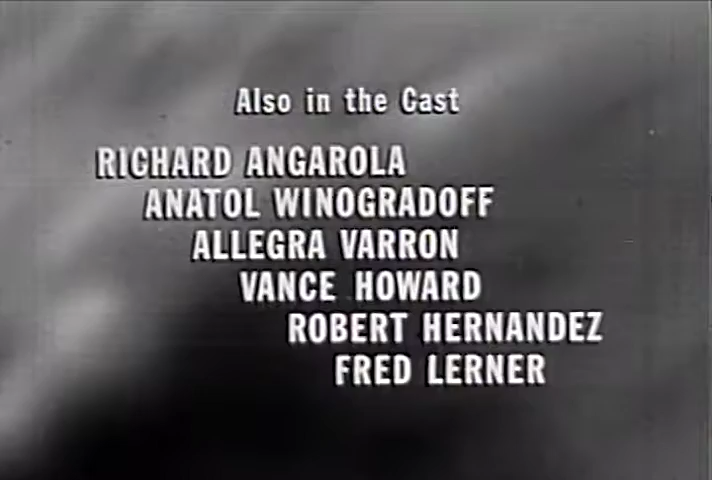 Also in the Cast
RICHARD ANGAROLA
ANATOL WINOGRADOFF
ALLEGRA VARRON
VANCE HOWARD
ROBERT HERNANDEZ
FRED LERNER